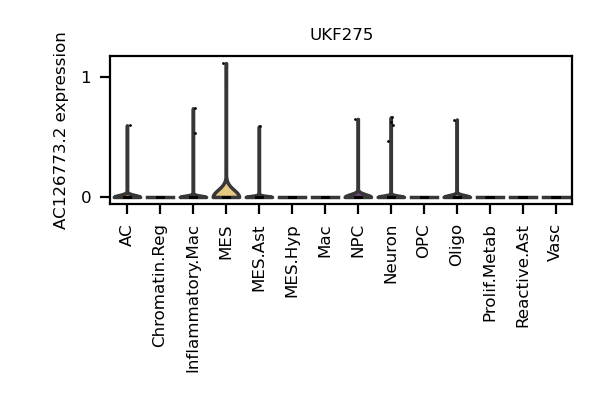 UKF275
AC126773.2 expression
1
0
AC
Chromatin.Reg
Inflammatory.Mac
MES
MES.Ast
MES.Hyp
Mac
NPC
Neuron
OPC
Oligo
Prolif.Metab
Reactive.Ast
Vasc